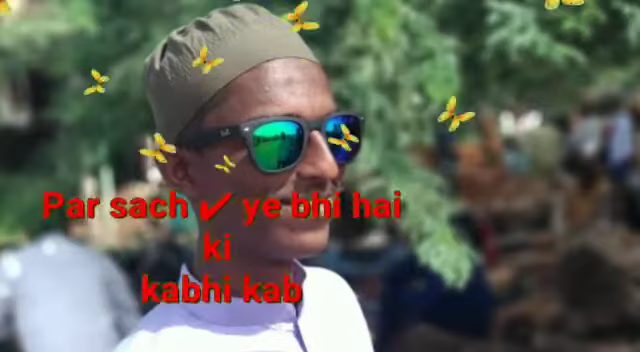 Par sach ✔ ye bhi hai
ki
kabhi kab